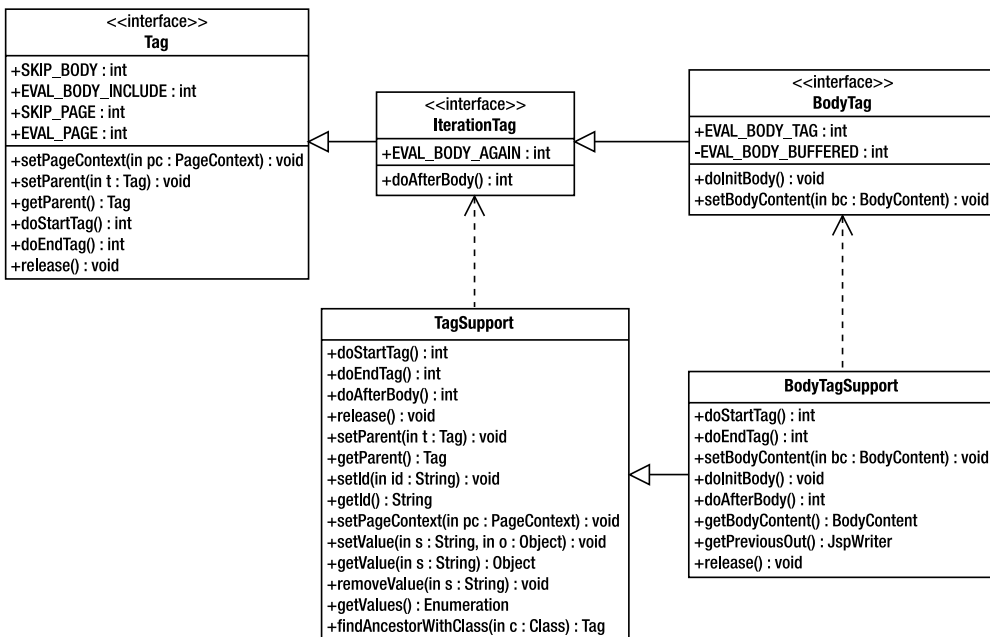 <<interface>>
Tag
+SKIP_BODY : int
+EVAL_BODY_INCLUDE : int
+SKIP_PAGE : int
+EVAL_PAGE : int
+setPageContext(in pc : PageContext) : void
+setParent(in t : Tag) : void
+getParent() : Tag
+doStartTag() : int
+doEndTag() : int
+release() : void
<<interface>>
IterationTag
+EVAL_BODY_AGAIN : int
+doAfterBody() : int
<<interface>>
BodyTag
+EVAL_BODY_TAG : int
-EVAL_BODY_BUFFERED : int
+doInitBody() : void
+setBodyContent(in bc : BodyContent) : void
TagSupport
+doStartTag() : int
+doEndTag() : int
+doAfterBody() : int
+release() : void
+setParent(in t : Tag) : void
+getParent() : Tag
+setId(in id : String) : void
+getId() : String
+setPageContext(in pc : PageContext) : void
+setValue(in s : String, in o : Object) : void
+getValue(in s : String) : Object
+removeValue(in s : String) : void
+getValues() : Enumeration
+findAncestorWithClass(in c : Class) : Tag
BodyTagSupport
+doStartTag() : int
+doEndTag() : int
+setBodyContent(in bc : BodyContent) : void
+doInitBody() : void
+doAfterBody() : int
+getBodyContent() : BodyContent
+getPreviousOut() : JspWriter
+release() : void